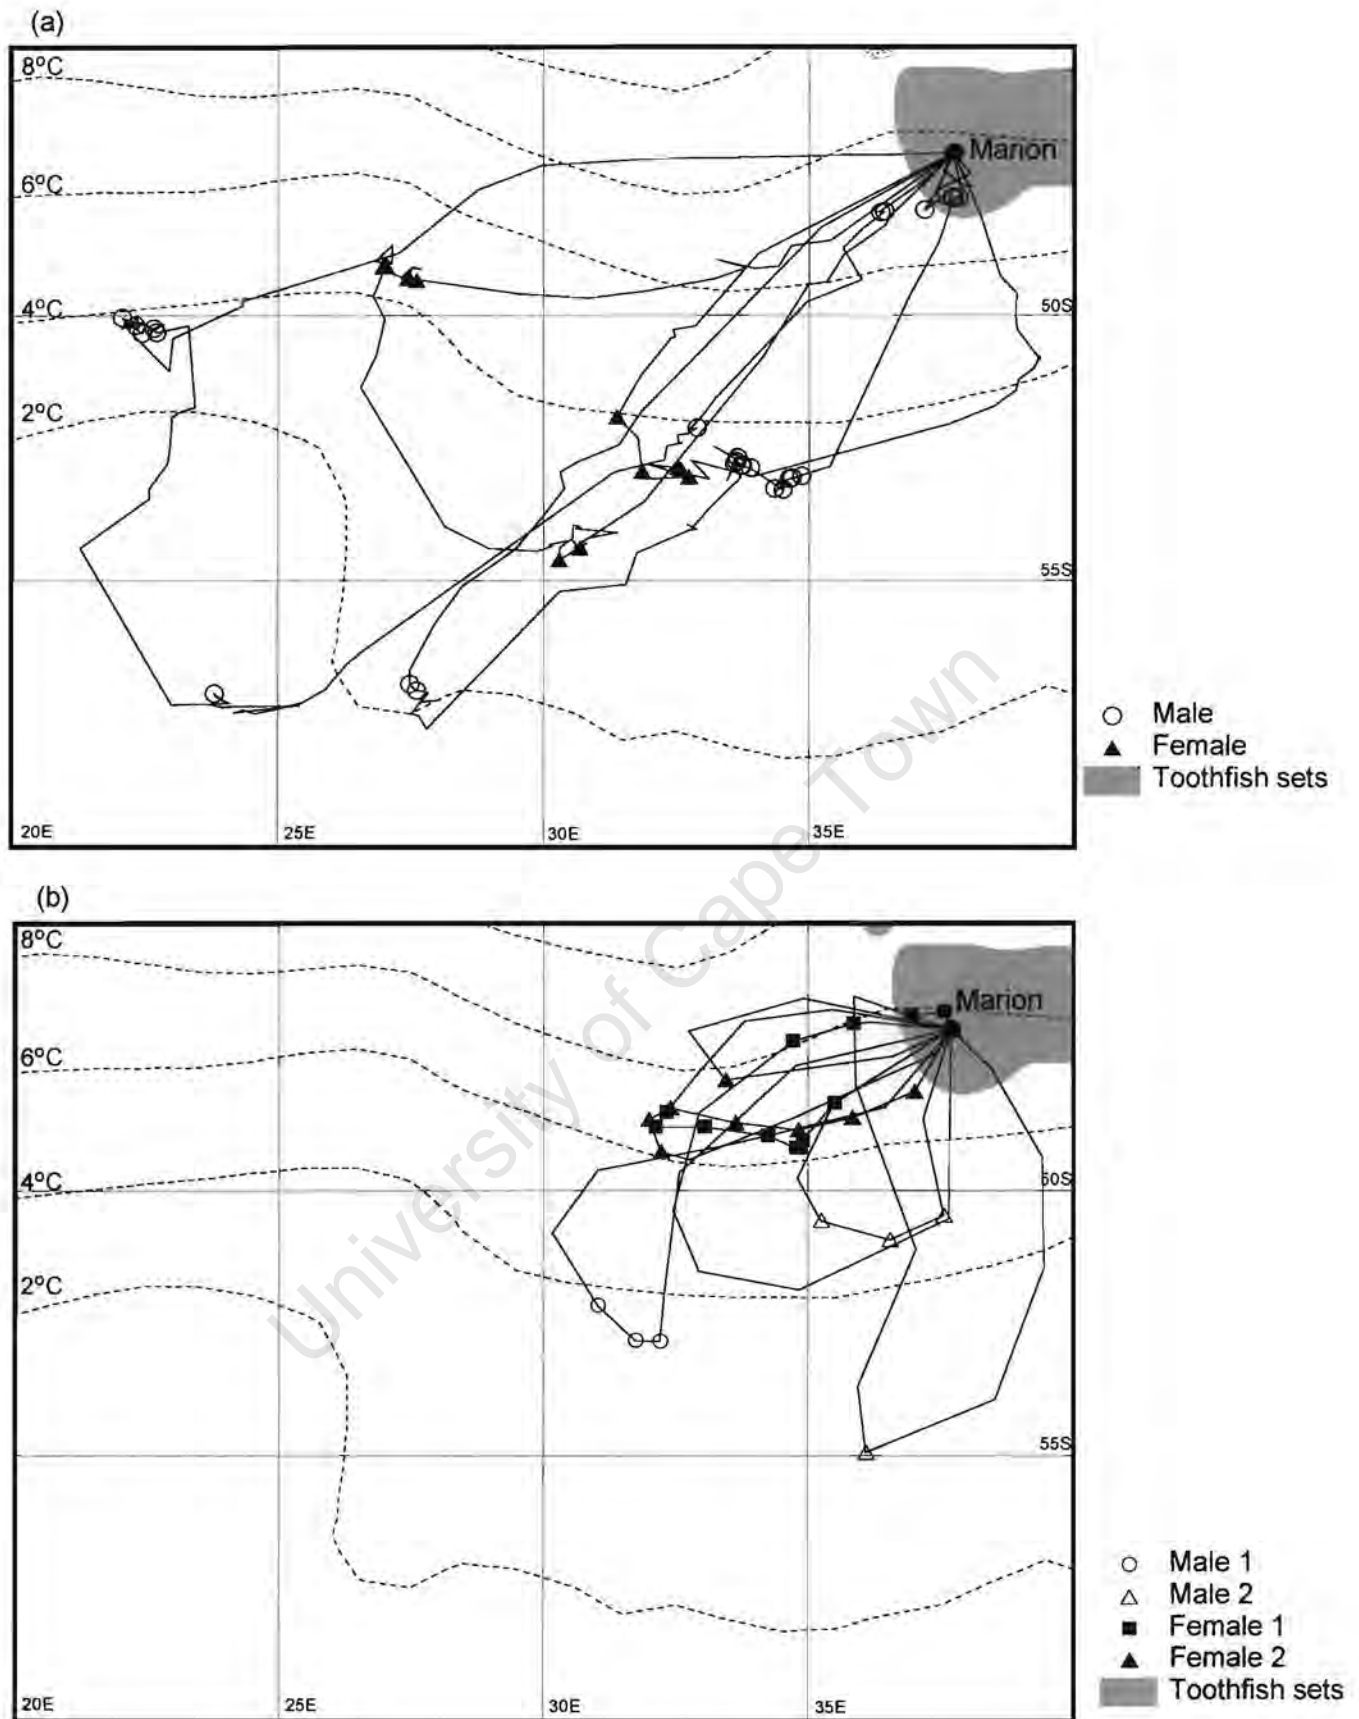 (a)
8°C
Marion
6°C
4°C
50S
2°C
55S
20E
25E
30E
35E
Male
Female
Toothfish sets
(b)
8°C
Marion
6°C
4°C
50S
2°C
55S
20E
25E
30E
35E
Male 1
Male 2
Female 1
Female 2
Toothfish sets
University of Cape Town